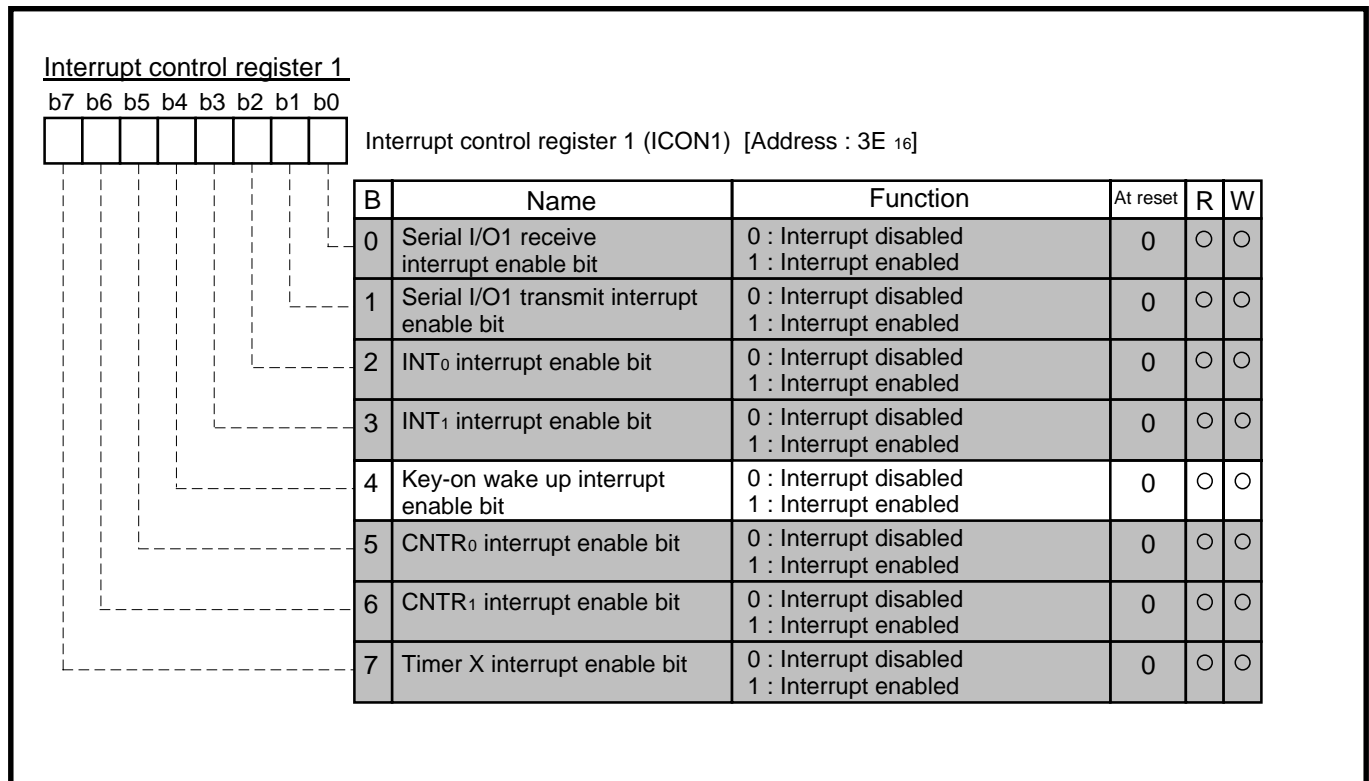 Interrupt control register 1
b7 b6 b5 b4 b3 b2 b1 b0
Interrupt control register 1 (ICON1) [Address : 3E 16]
B Name Function At reset R W
0 Serial I/O1 receive interrupt enable bit 0 : Interrupt disabled 1 : Interrupt enabled 0 ○ ○
1 Serial I/O1 transmit interrupt enable bit 0 : Interrupt disabled 1 : Interrupt enabled 0 ○ ○
2 INT0 interrupt enable bit 0 : Interrupt disabled 1 : Interrupt enabled 0 ○ ○
3 INT1 interrupt enable bit 0 : Interrupt disabled 1 : Interrupt enabled 0 ○ ○
4 Key-on wake up interrupt enable bit 0 : Interrupt disabled 1 : Interrupt enabled 0 ○ ○
5 CNTR0 interrupt enable bit 0 : Interrupt disabled 1 : Interrupt enabled 0 ○ ○
6 CNTR1 interrupt enable bit 0 : Interrupt disabled 1 : Interrupt enabled 0 ○ ○
7 Timer X interrupt enable bit 0 : Interrupt disabled 1 : Interrupt enabled 0 ○ ○